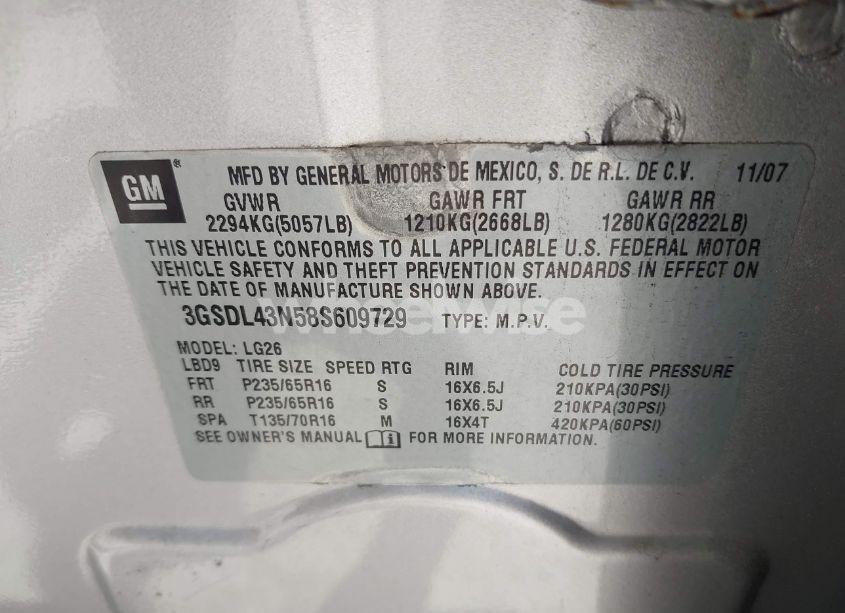 GM ® MFD BY GENERAL MOTORS DE MEXICO, S. DE R.L. DE C.V. 11/07
GVWR GAWR FRT GAWR RR
2294KG(5057LB) 1210KG(2668LB) 1280KG(2822LB)
THIS VEHICLE CONFORMS TO ALL APPLICABLE U.S. FEDERAL MOTOR
VEHICLE SAFETY AND THEFT PREVENTION STANDARDS IN EFFECT ON
THE DATE OF MANUFACTURE SHOWN ABOVE.
3GSDL43N58S609729 TYPE: M.P.V.
MODEL: LG26
LBD9 TIRE SIZE SPEED RTG RIM COLD TIRE PRESSURE
FRT P235/65R16 S 16X6.5J 210KPA(30PSI)
RR P235/65R16 S 16X6.5J 210KPA(30PSI)
SPA T135/70R16 M 16X4T 420KPA(60PSI)
SEE OWNER'S MANUAL FOR MORE INFORMATION.